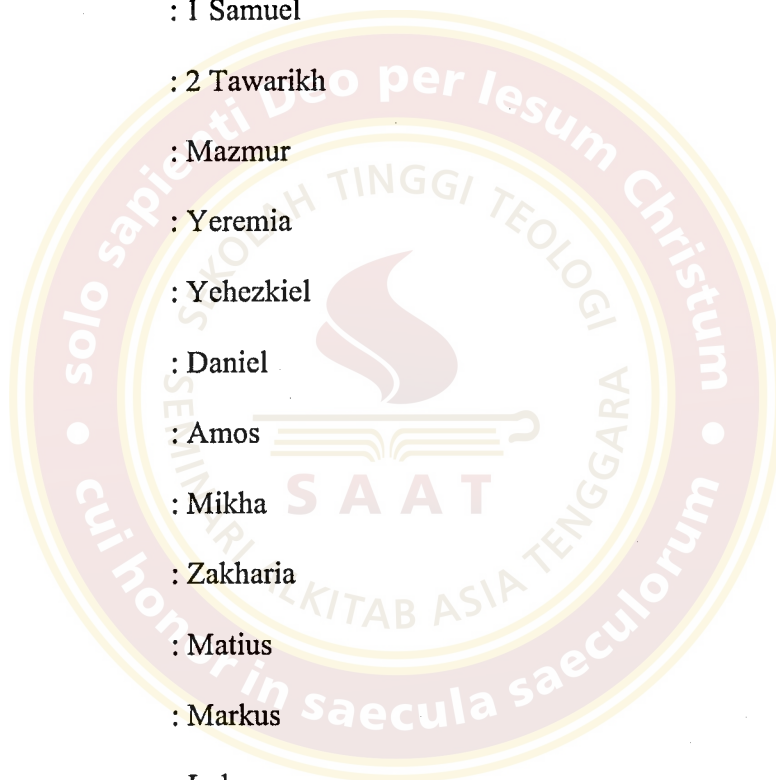 : 1 Samuel
: 2 Tawarikh
: Mazmur
: Yeremia
: Yehezkiel
: Daniel
: Amos
: Mikha
: Zakharia
: Matius
: Markus
solo sapienti Deo per Iesum Christum
cui honor in saecula saeculorum
SEKOLAH TINGGI TEOLOGI
SEMINARI ALKITAB ASIA TENGGARA
SAAT